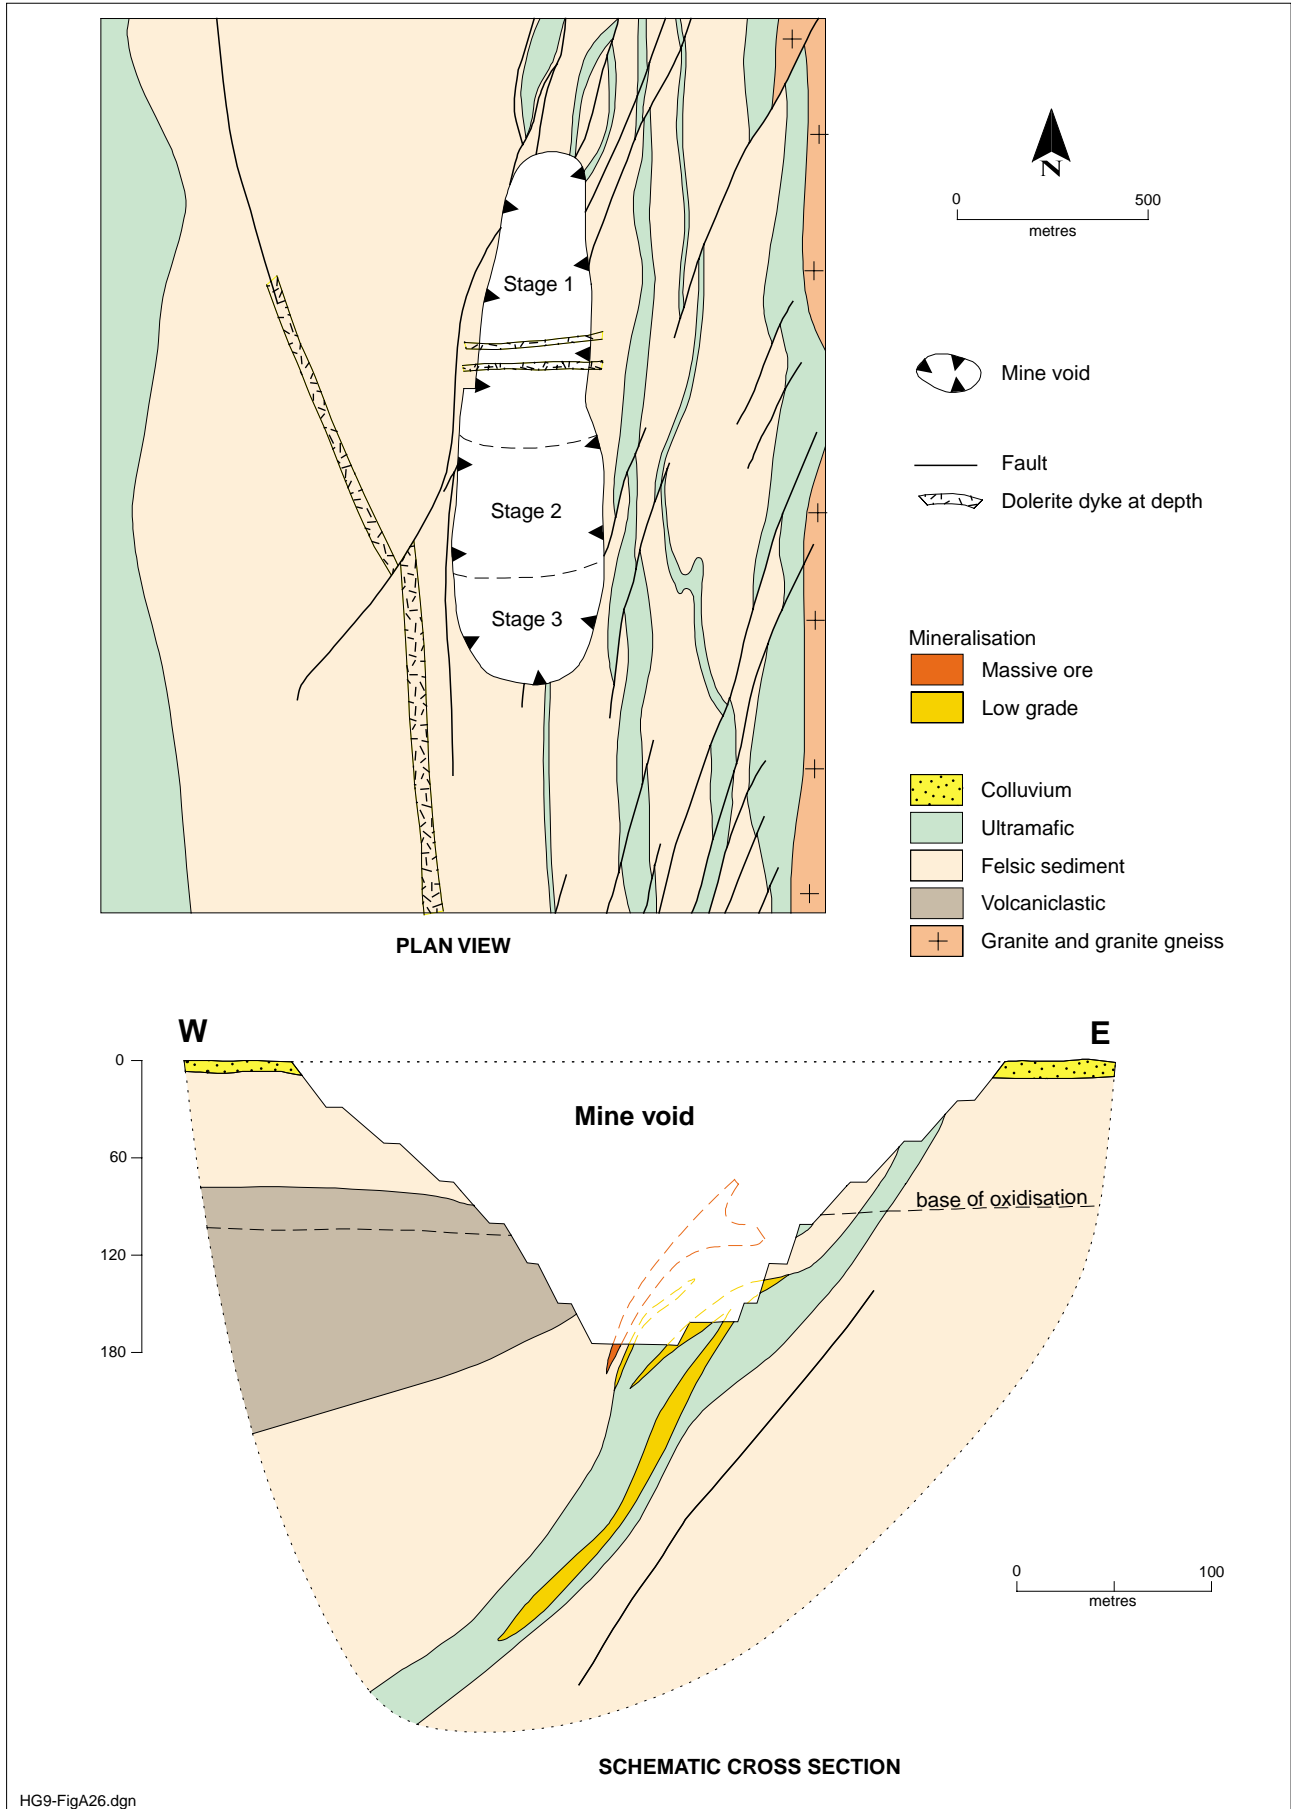 N
0 500
metres
Stage 1
Stage 2
Stage 3
Mine void
Fault
Dolerite dyke at depth
Mineralisation
Massive ore
Low grade
Colluvium
Ultramafic
Felsic sediment
Volcaniclastic
Granite and granite gneiss
PLAN VIEW
W E
0
60
120
180
Mine void
base of oxidisation
0 100
metres
SCHEMATIC CROSS SECTION
HG9-FigA26.dgn